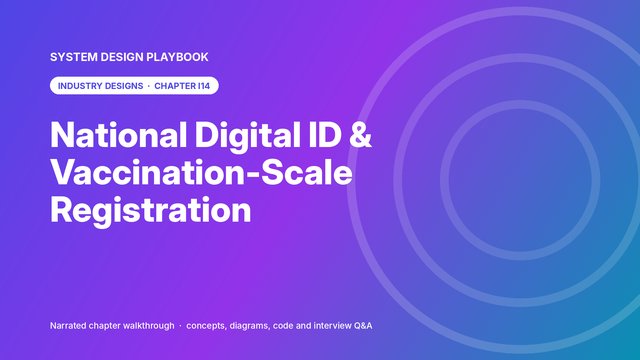 SYSTEM DESIGN PLAYBOOK
INDUSTRY DESIGNS · CHAPTER I14
National Digital ID &
Vaccination-Scale
Registration
Narrated chapter walkthrough · concepts, diagrams, code and interview Q&A